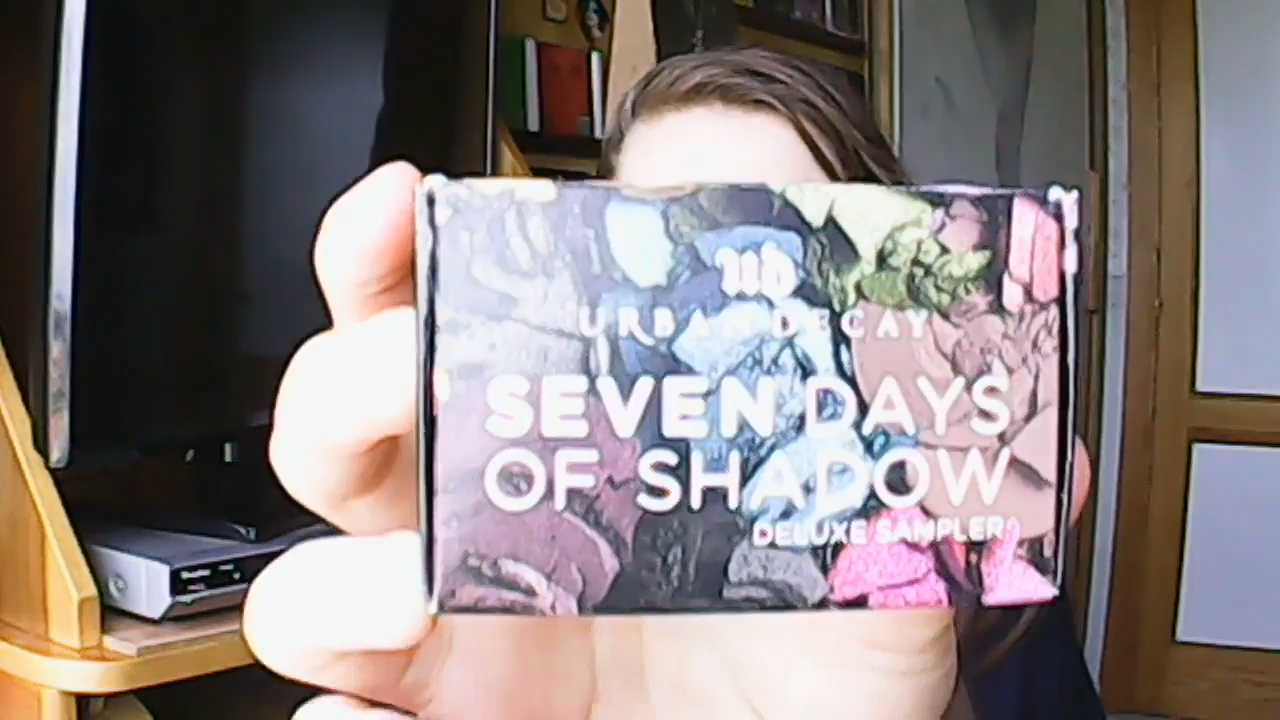 UD
URBAN DECAY
SEVEN DAYS
OF SHADOW
DELUXE SAMPLER